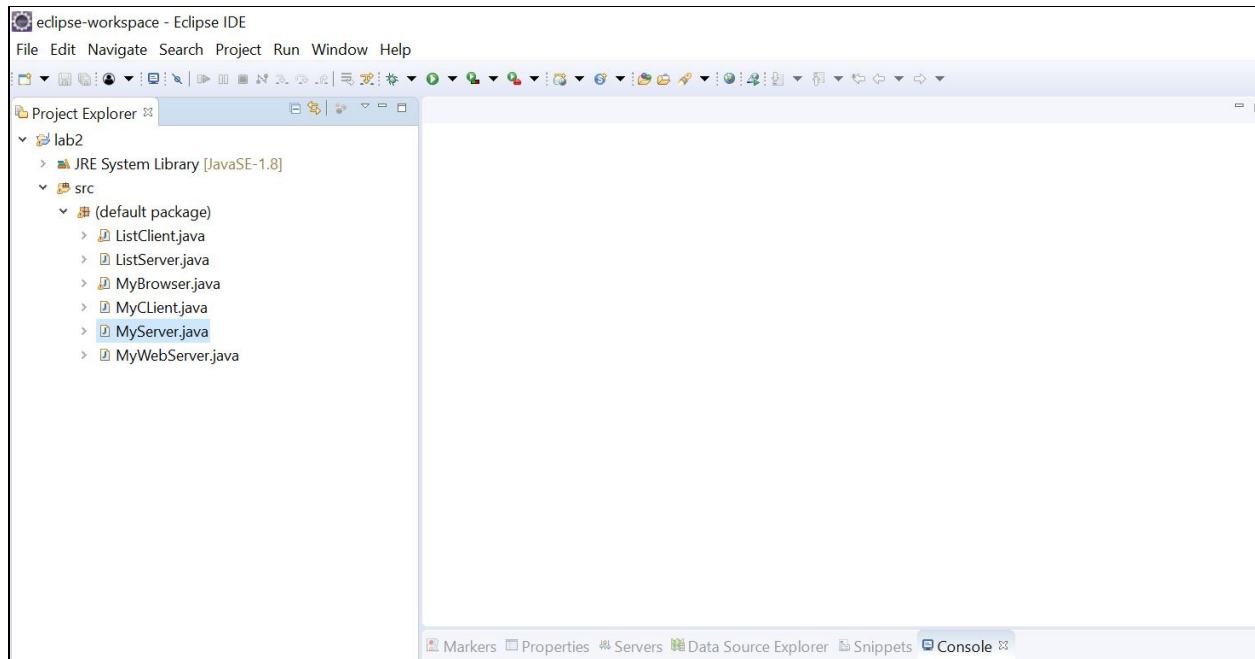 eclipse-workspace - Eclipse IDE
File Edit Navigate Search Project Run Window Help
Project Explorer
lab2
JRE System Library [JavaSE-1.8]
src
(default package)
ListClient.java
ListServer.java
MyBrowser.java
MyCLient.java
MyServer.java
MyWebServer.java
Markers Properties Servers Data Source Explorer Snippets Console